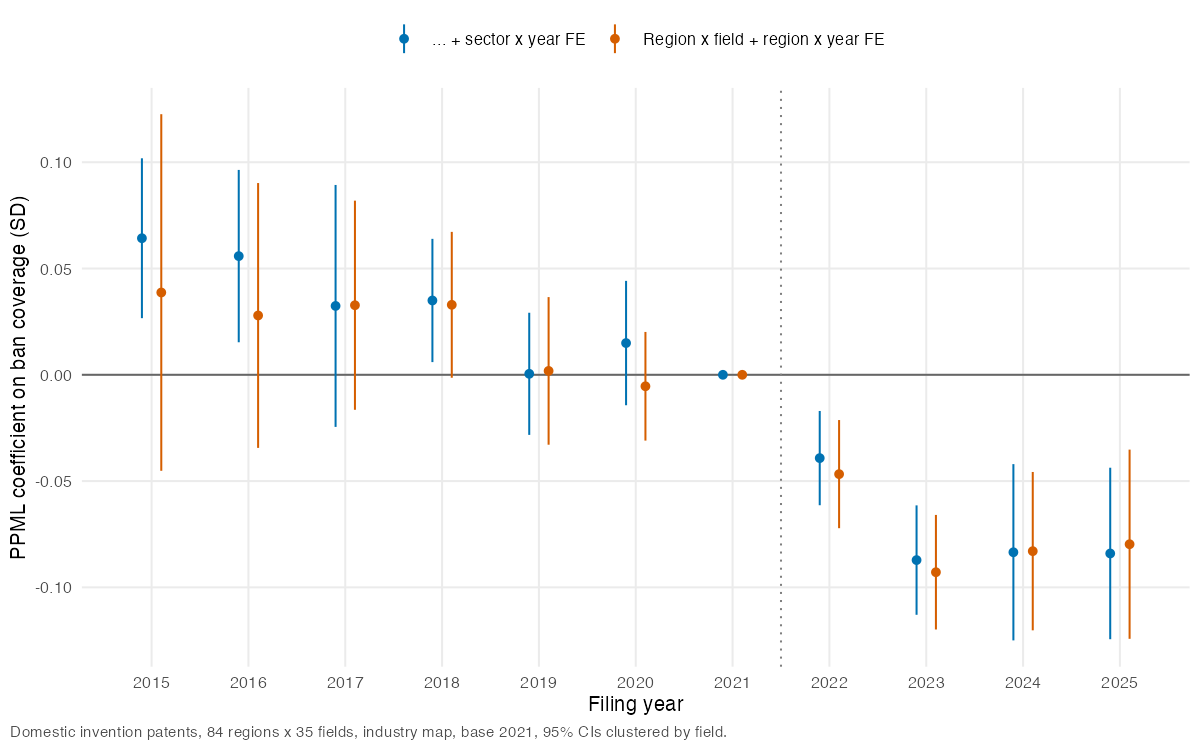 ... + sector x year FE
Region x field + region x year FE
PPML coefficient on ban coverage (SD)
0.10
0.05
0.00
-0.05
-0.10
2015 2016 2017 2018 2019 2020 2021 2022 2023 2024 2025
Filing year
Domestic invention patents, 84 regions x 35 fields, industry map, base 2021, 95% CIs clustered by field.